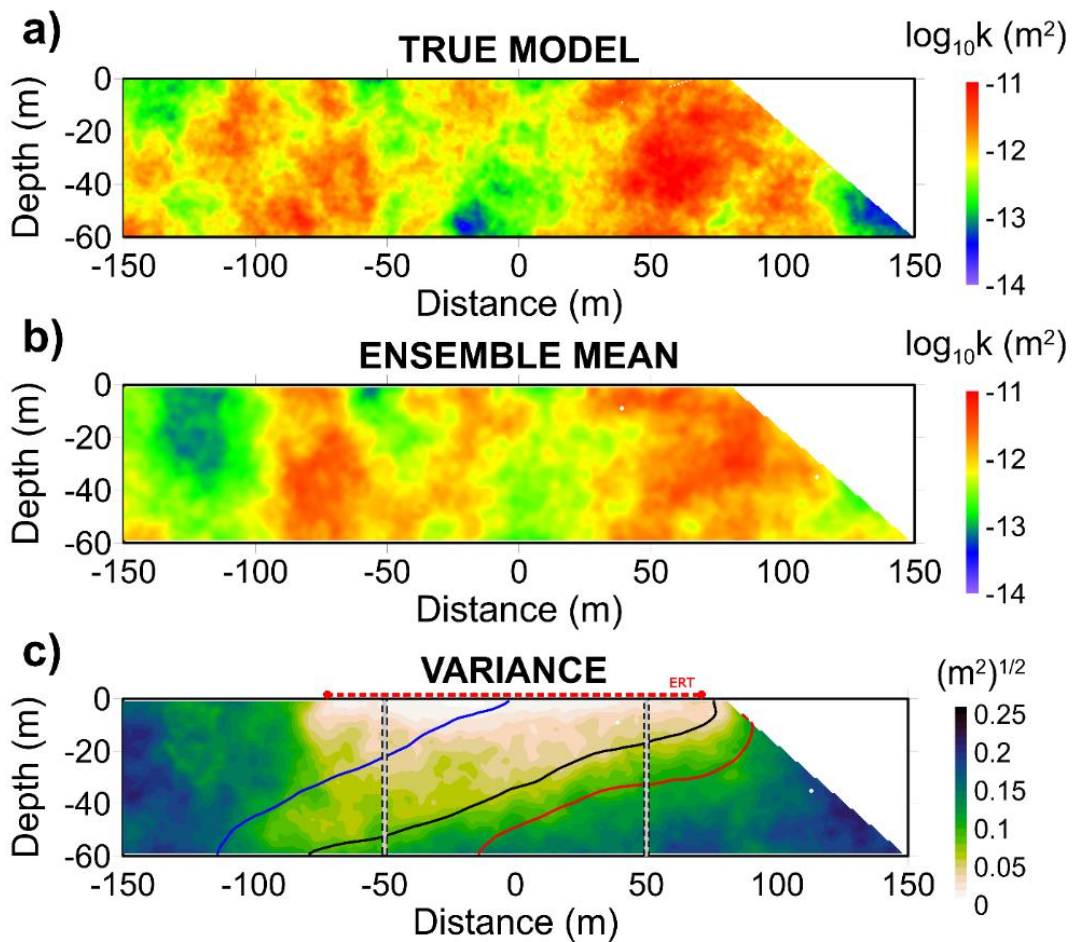 a)
TRUE MODEL
log₁₀k (m²)
0
-20
-40
-60
Depth (m)
-150
-100
-50
0
50
100
150
Distance (m)
-11
-12
-13
-14
b)
ENSEMBLE MEAN
log₁₀k (m²)
0
-20
-40
-60
Depth (m)
-150
-100
-50
0
50
100
150
Distance (m)
-11
-12
-13
-14
c)
VARIANCE
(m²)¹/²
ERT
0
-20
-40
-60
Depth (m)
-150
-100
-50
0
50
100
150
Distance (m)
0.25
0.2
0.15
0.1
0.05
0